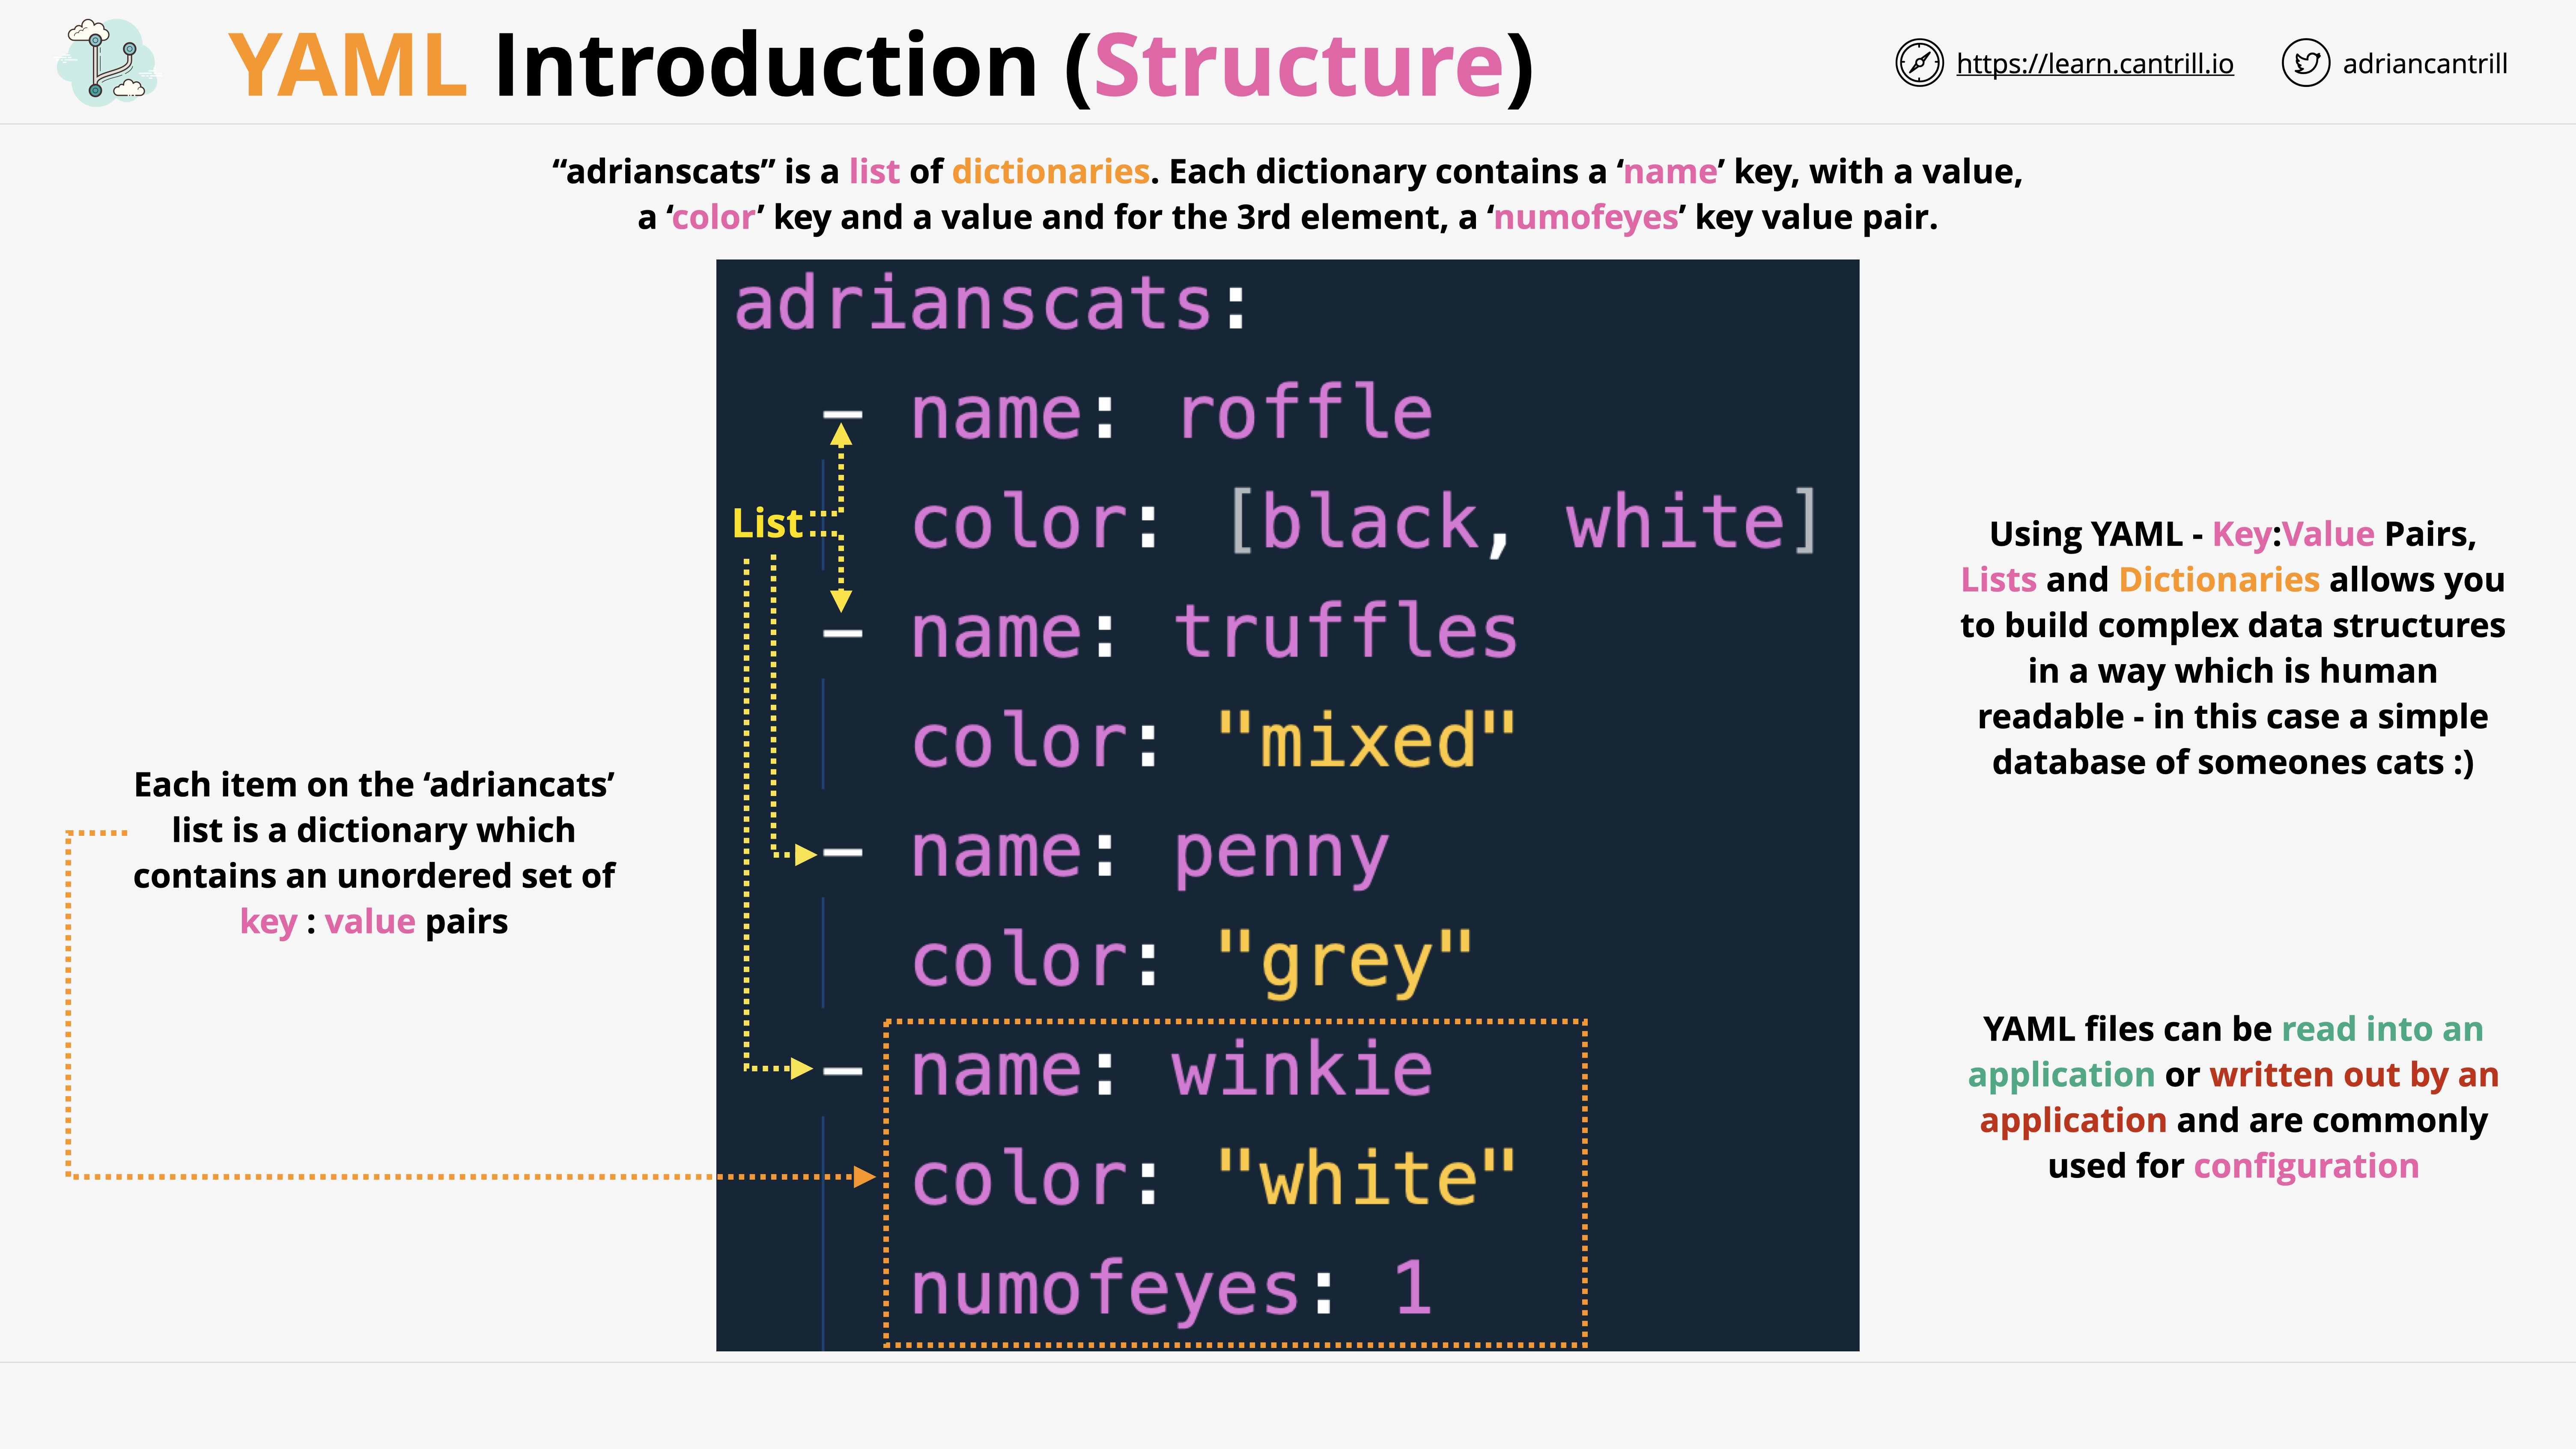 YAML Introduction (Structure)
https://learn.cantrill.io
adriancantrill
“adrianscats” is a list of dictionaries. Each dictionary contains a ‘name’ key, with a value,
a ‘color’ key and a value and for the 3rd element, a ‘numofeyes’ key value pair.
adrianscats:
- name: roffle
color: [black, white]
List
- name: truffles
color: "mixed"
- name: penny
color: "grey"
- name: winkie
color: "white"
numofeyes: 1
Each item on the ‘adriancats’
list is a dictionary which
contains an unordered set of
key : value pairs
Using YAML - Key:Value Pairs,
Lists and Dictionaries allows you
to build complex data structures
in a way which is human
readable - in this case a simple
database of someones cats :)
YAML files can be read into an
application or written out by an
application and are commonly
used for configuration